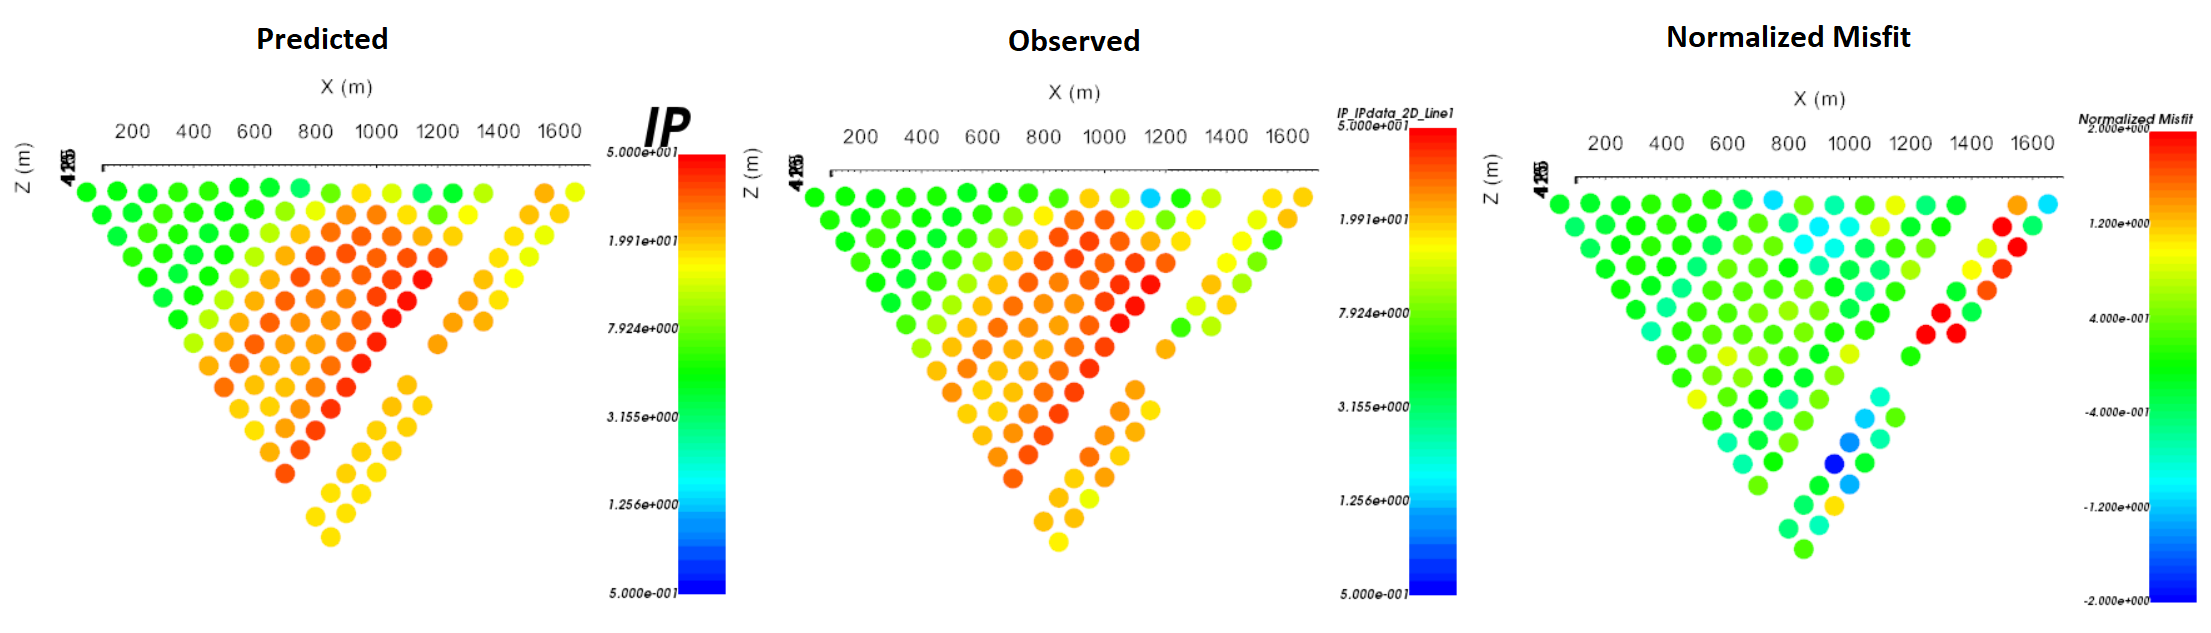 Predicted
X (m)
200 400 600 800 1000 1200 1400 1600
Z (m)
IP
5.000e+001
1.991e+001
7.924e+000
3.155e+000
1.256e+000
5.000e-001
Observed
X (m)
200 400 600 800 1000 1200 1400 1600
Z (m)
IP_IPdata_2D_Line1
5.000e+001
1.991e+001
7.924e+000
3.155e+000
1.256e+000
5.000e-001
Normalized Misfit
X (m)
200 400 600 800 1000 1200 1400 1600
Z (m)
Normalized Misfit
2.000e+000
1.200e+000
4.000e-001
-4.000e-001
-1.200e+000
-2.000e+000